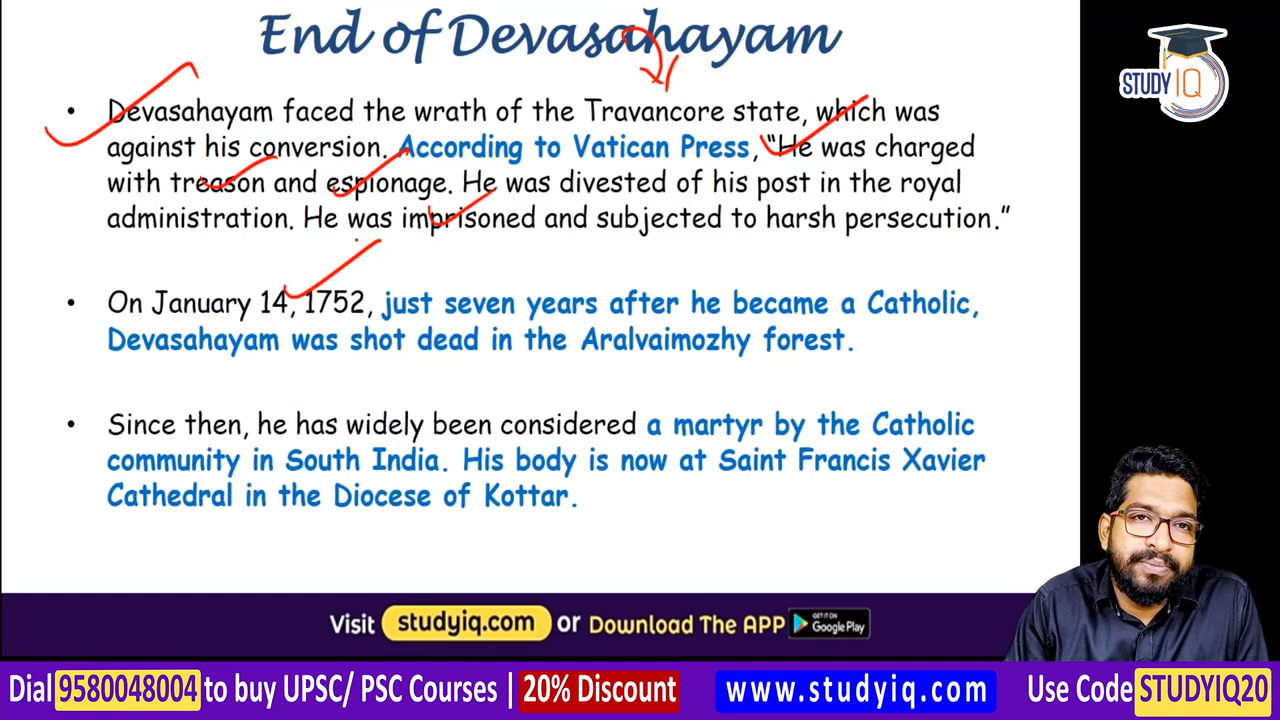 End of Devasahayam
STUDY IQ
• Devasahayam faced the wrath of the Travancore state, which was
against his conversion. According to Vatican Press, “He was charged
with treason and espionage. He was divested of his post in the royal
administration. He was imprisoned and subjected to harsh persecution.”
• On January 14, 1752, just seven years after he became a Catholic,
Devasahayam was shot dead in the Aralvaimozhy forest.
• Since then, he has widely been considered a martyr by the Catholic
community in South India. His body is now at Saint Francis Xavier
Cathedral in the Diocese of Kottar.
Visit studyiq.com or Download The APP GET IT ON Google Play
Dial 9580048004 to buy UPSC/ PSC Courses | 20% Discount www.studyiq.com Use Code STUDYIQ20